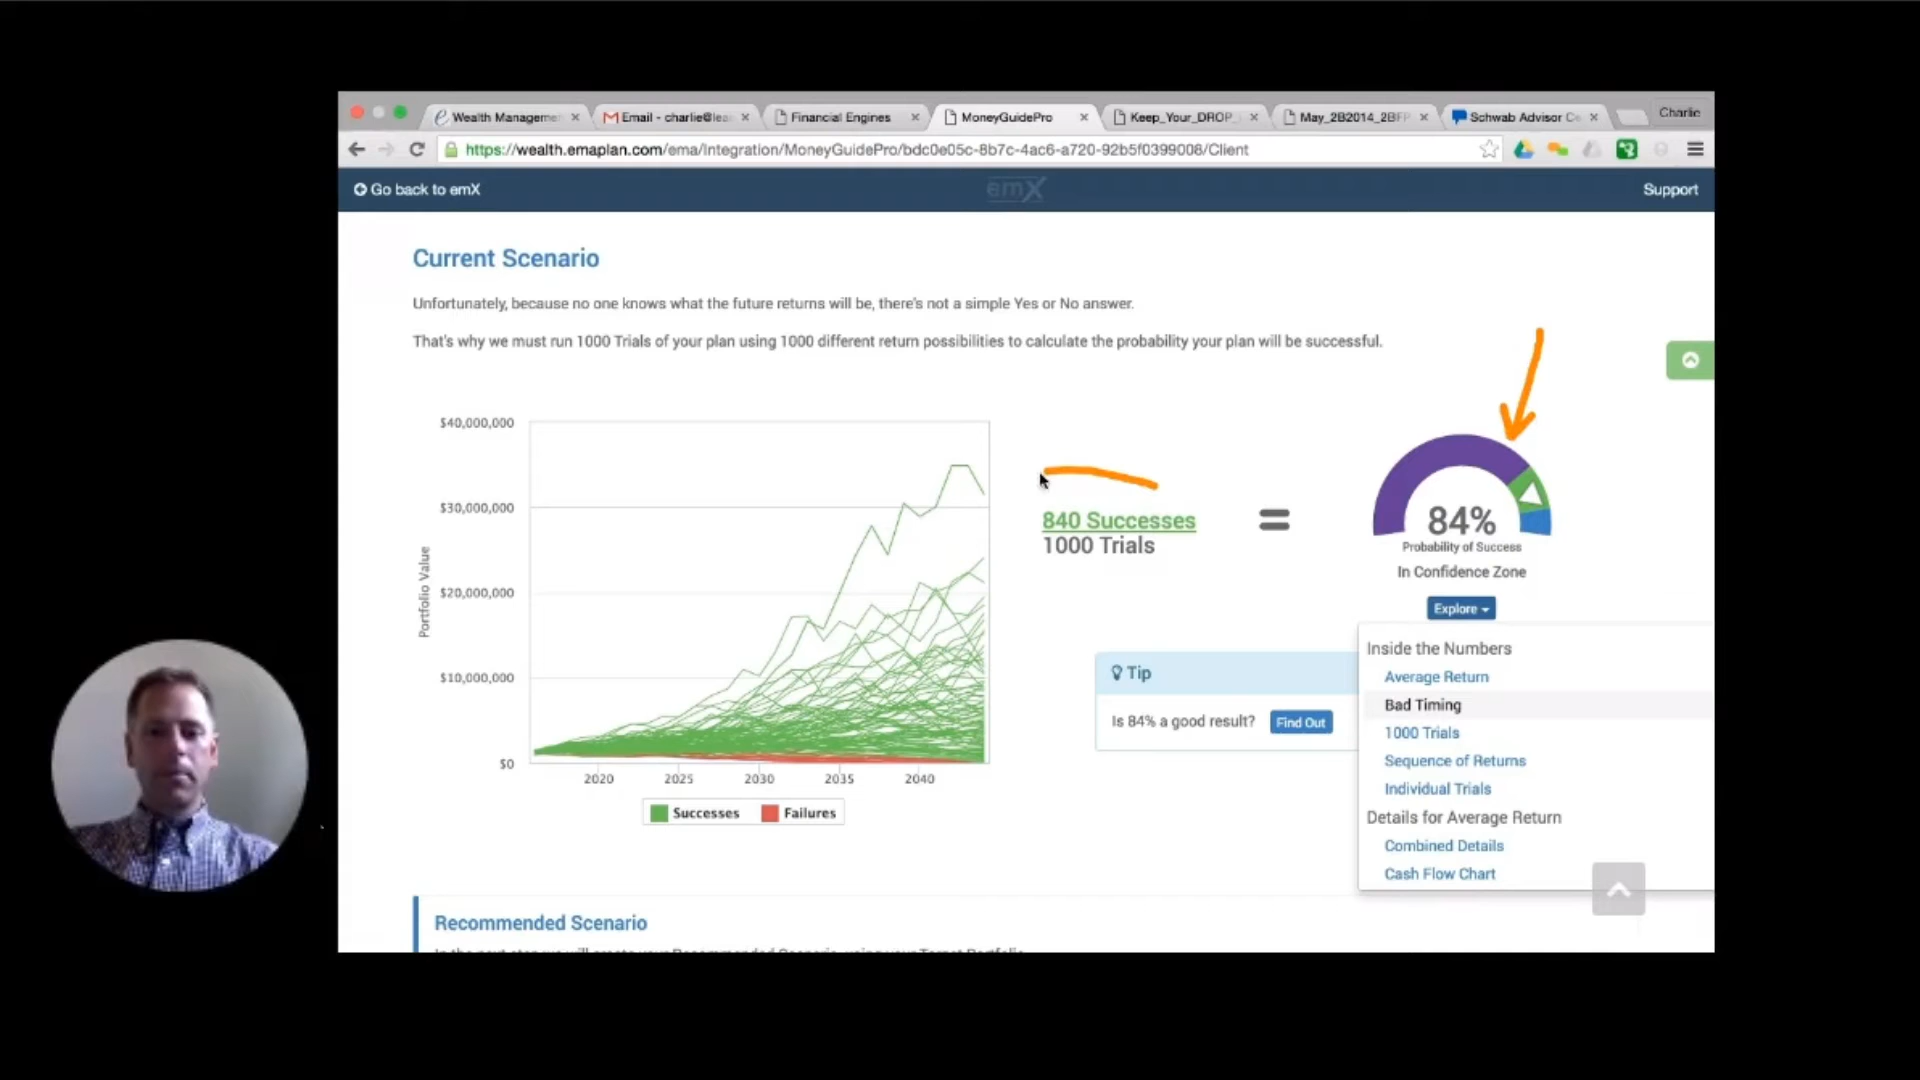 Wealth Manageme
Email - charlie@lea
Financial Engines
MoneyGuidePro
Keep_Your_DROP_
May_2B2014_2BFP
Schwab Advisor Ce
Charlie
https://wealth.emaplan.com/ema/Integration/MoneyGuidePro/bdc0e05c-8b7c-4ac6-a720-92b5f0399008/Client
Go back to emX
emX
Support
Current Scenario
Unfortunately, because no one knows what the future returns will be, there's not a simple Yes or No answer.
That's why we must run 1000 Trials of your plan using 1000 different return possibilities to calculate the probability your plan will be successful.
Portfolio Value
$40,000,000
$30,000,000
$20,000,000
$10,000,000
$0
2020 2025 2030 2035 2040
Successes Failures
840 Successes
1000 Trials
=
84%
Probability of Success
In Confidence Zone
Explore
Tip
Is 84% a good result? Find Out
Inside the Numbers
Average Return
Bad Timing
1000 Trials
Sequence of Returns
Individual Trials
Details for Average Return
Combined Details
Cash Flow Chart
Recommended Scenario